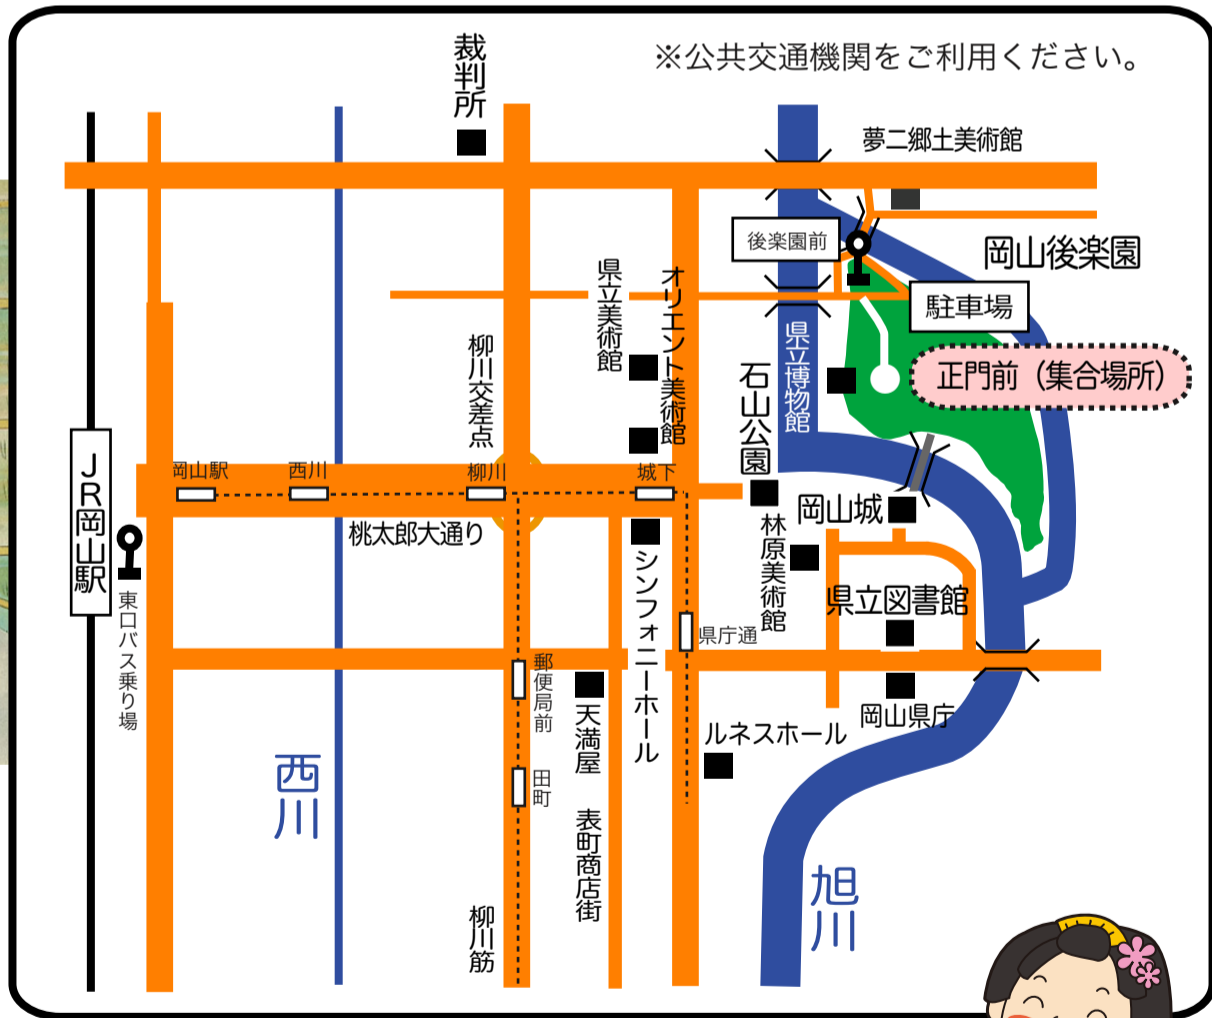 ※公共交通機関をご利用ください。
裁判所
夢二郷土美術館
後楽園前
岡山後楽園
駐車場
正門前（集合場所）
県立美術館
オリエント美術館
柳川交差点
県立博物館
石山公園
JR岡山駅
岡山駅
西川
柳川
城下
桃太郎大通り
岡山城
林原美術館
シンフォニーホール
東口バス乗り場
県立図書館
県庁通
郵便局前
天満屋
岡山県庁
ルネスホール
西川
田町
表町商店街
旭川
柳川筋